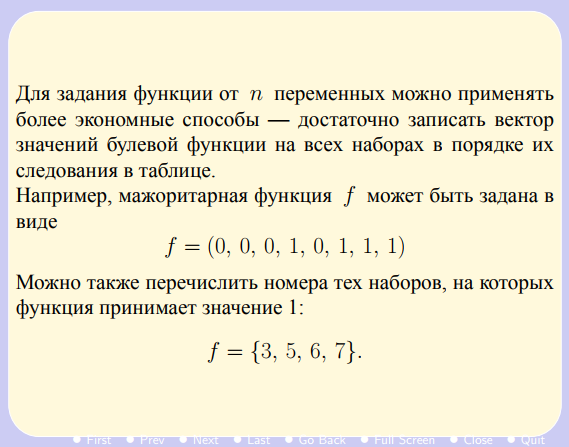 Для задания функции от n переменных можно применять
более экономные способы — достаточно записать вектор
значений булевой функции на всех наборах в порядке их
следования в таблице.
Например, мажоритарная функция f может быть задана в
виде
f = (0, 0, 0, 1, 0, 1, 1, 1)
Можно также перечислить номера тех наборов, на которых
функция принимает значение 1:
f = {3, 5, 6, 7}.
• First • Prev • Next • Last • Go Back • Full Screen • Close • Quit